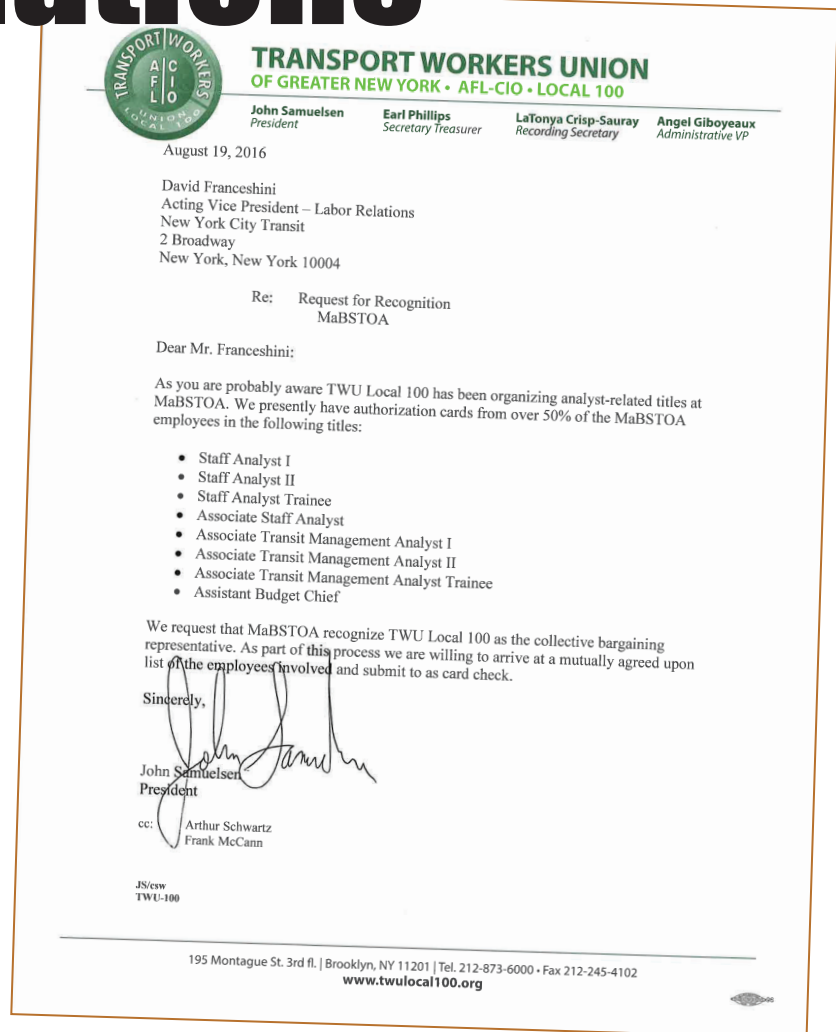 TRANSPORT WORKERS
A C
F I
L O
UNION
LOCAL 100
TRANSPORT WORKERS UNION
OF GREATER NEW YORK • AFL-CIO • LOCAL 100
John Samuelsen
President
Earl Phillips
Secretary Treasurer
LaTonya Crisp-Sauray
Recording Secretary
Angel Giboyeaux
Administrative VP
August 19, 2016
David Franceshini
Acting Vice President – Labor Relations
New York City Transit
2 Broadway
New York, New York 10004
Re: Request for Recognition
MaBSTOA
Dear Mr. Franceshini:
As you are probably aware TWU Local 100 has been organizing analyst-related titles at
MaBSTOA. We presently have authorization cards from over 50% of the MaBSTOA
employees in the following titles:
• Staff Analyst I
• Staff Analyst II
• Staff Analyst Trainee
• Associate Staff Analyst
• Associate Transit Management Analyst I
• Associate Transit Management Analyst II
• Associate Transit Management Analyst Trainee
• Assistant Budget Chief
We request that MaBSTOA recognize TWU Local 100 as the collective bargaining
representative. As part of this process we are willing to arrive at a mutually agreed upon
list of the employees involved and submit to as card check.
Sincerely,
John Samuelsen
John Samuelsen
President
cc: Arthur Schwartz
Frank McCann
JS/csw
TWU-100
195 Montague St. 3rd fl. | Brooklyn, NY 11201 | Tel. 212-873-6000 • Fax 212-245-4102
www.twulocal100.org